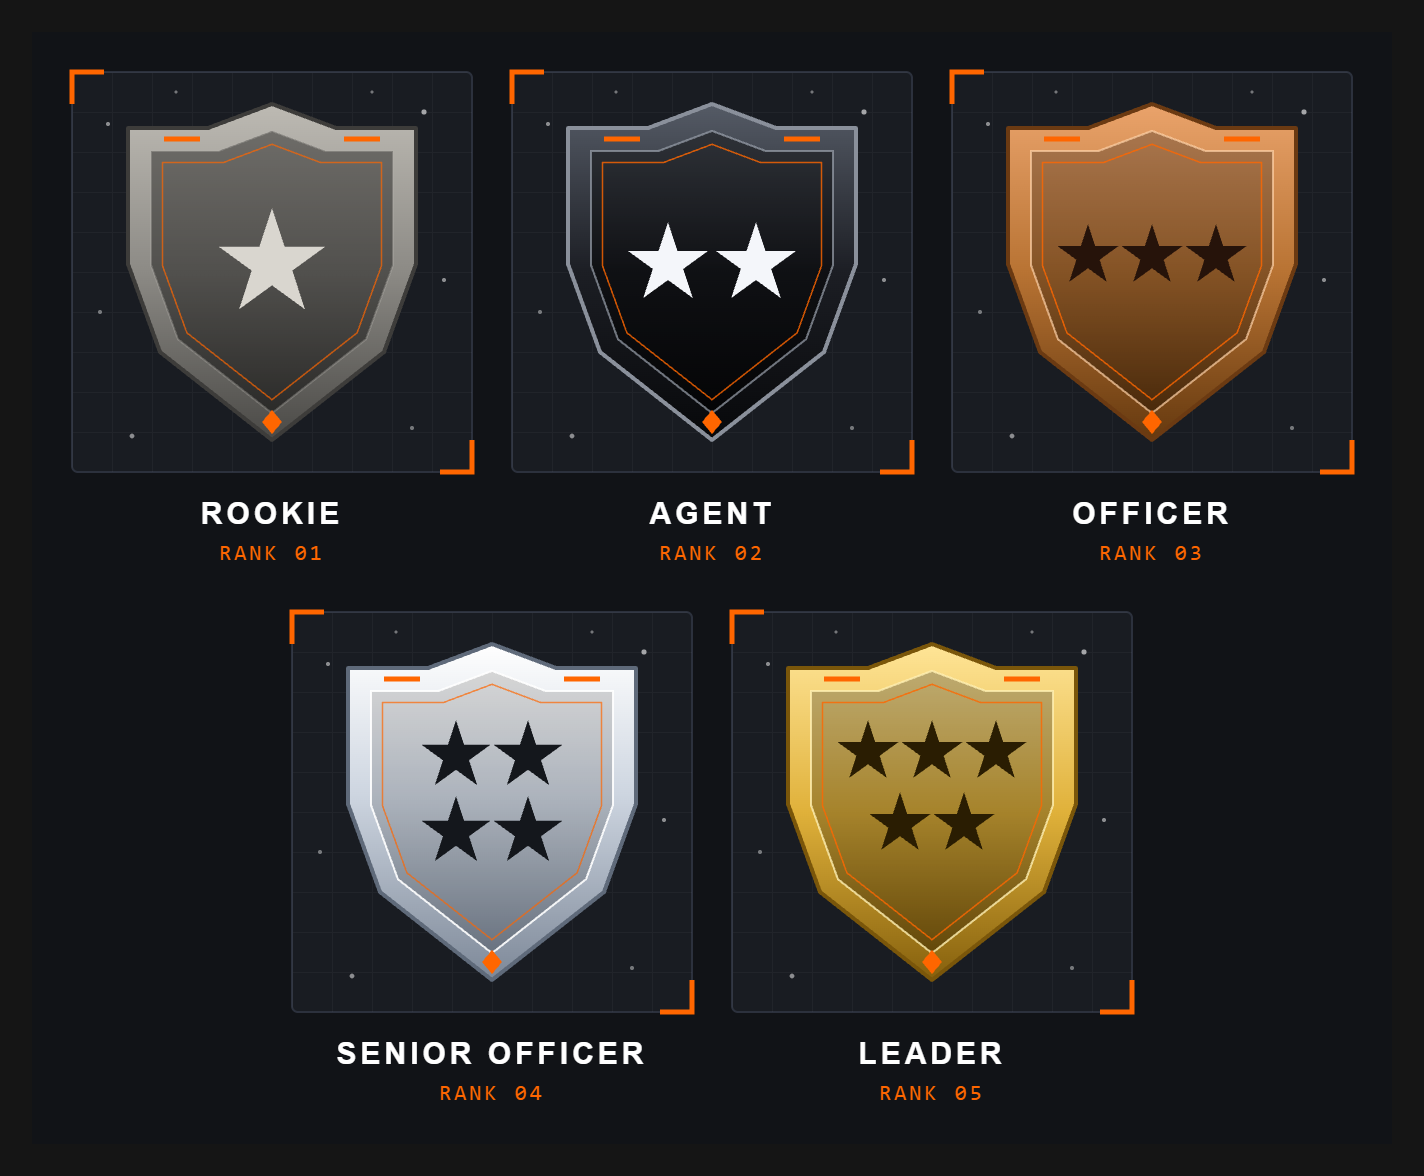 ROOKIE
RANK 01
AGENT
RANK 02
OFFICER
RANK 03
SENIOR OFFICER
RANK 04
LEADER
RANK 05